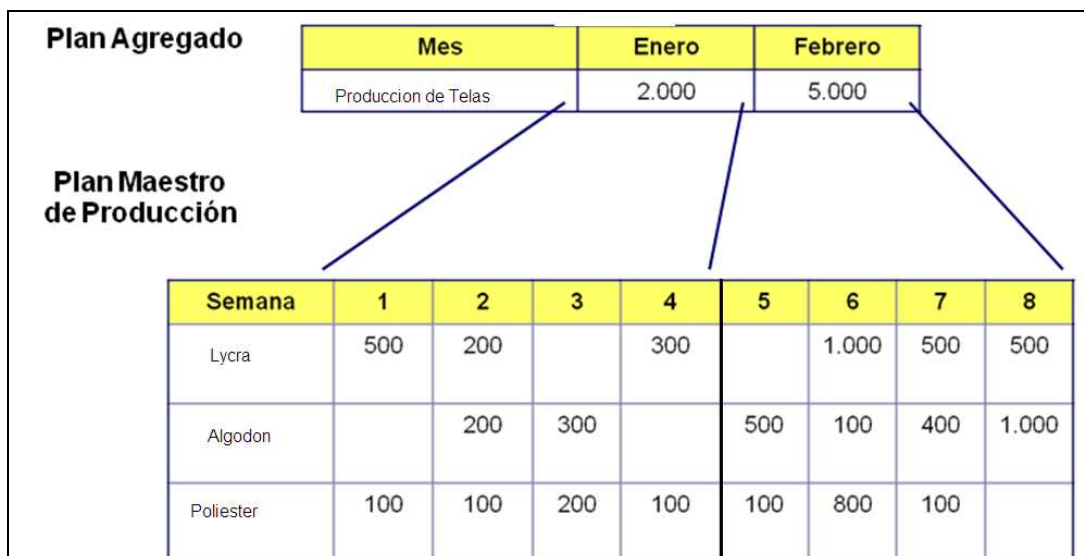 Plan Agregado
Mes Enero Febrero
Produccion de Telas 2.000 5.000
Plan Maestro
de Producción
Semana 1 2 3 4 5 6 7 8
Lycra 500 200 300 1.000 500 500
Algodon 200 300 500 100 400 1.000
Poliester 100 100 200 100 100 800 100